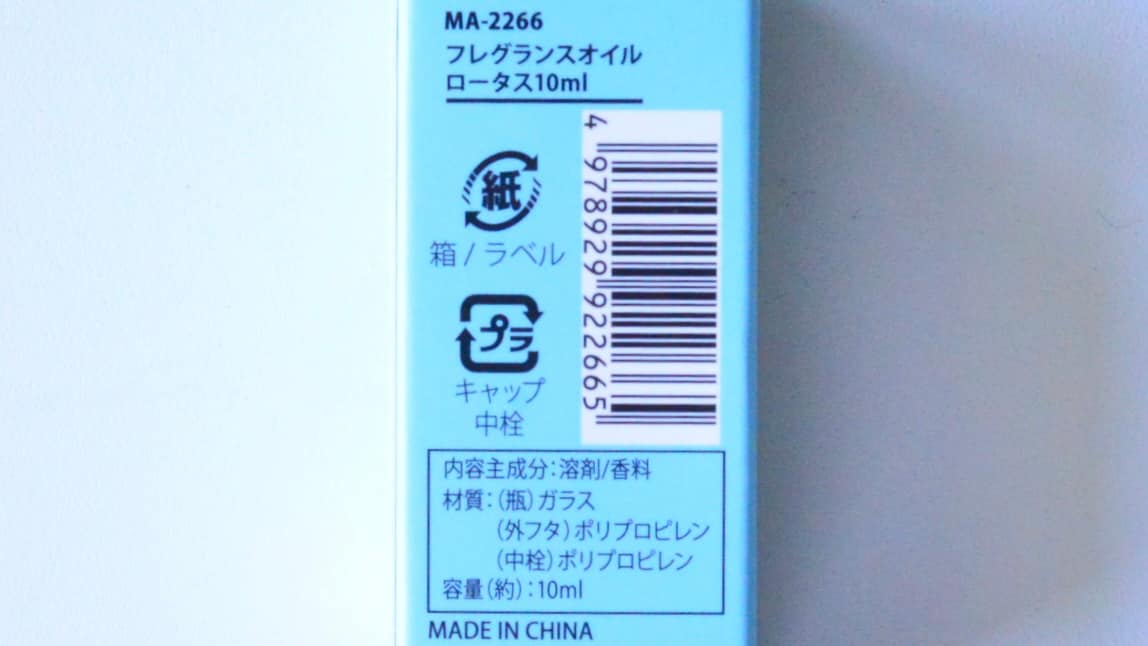 MA-2266
フレグランスオイル
ロータス10ml
4 978929 922665
紙
箱 / ラベル
プラ
キャップ
中栓
内容主成分：溶剤/香料
材質：（瓶）ガラス
（外フタ）ポリプロピレン
（中栓）ポリプロピレン
容量（約）：10ml
MADE IN CHINA